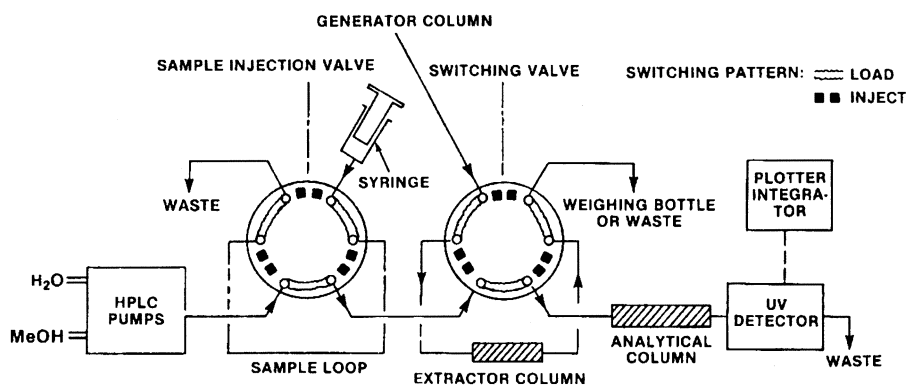 GENERATOR COLUMN
SAMPLE INJECTION VALVE
SWITCHING VALVE
SWITCHING PATTERN:
LOAD
INJECT
SYRINGE
WASTE
WEIGHING BOTTLE
OR WASTE
PLOTTER
INTEGRA-
TOR
H₂O
MeOH
HPLC
PUMPS
SAMPLE LOOP
EXTRACTOR COLUMN
ANALYTICAL
COLUMN
UV
DETECTOR
WASTE